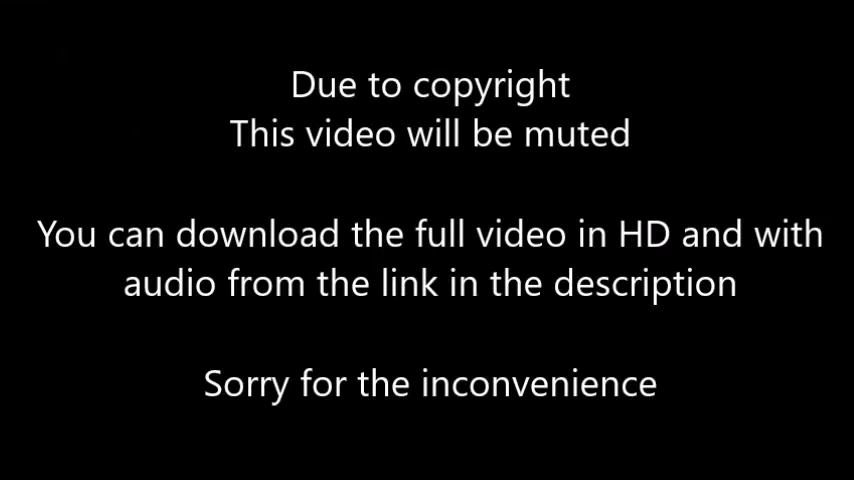 Due to copyright
This video will be muted
You can download the full video in HD and with
audio from the link in the description
Sorry for the inconvenience